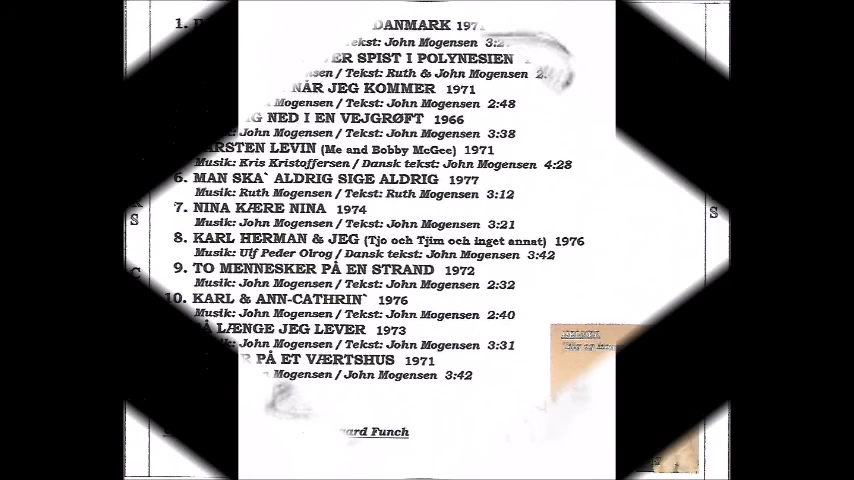 1. DANMARK 1971
Tekst: John Mogensen
SPIST I POLYNESIEN
/ Tekst: Ruth & John Mogensen
NÅR JEG KOMMER 1971
Mogensen / Tekst: John Mogensen 2:48
NED I EN VEJGRØFT 1966
John Mogensen / Tekst: John Mogensen 3:38
LEVIN (Me and Bobby McGee) 1971
Musik: Kris Kristoffersen / Dansk tekst: John Mogensen 4:28
6. MAN SKA` ALDRIG SIGE ALDRIG 1977
Musik: Ruth Mogensen / Tekst: Ruth Mogensen 3:12
7. NINA KÆRE NINA 1974
Musik: John Mogensen / Tekst: John Mogensen 3:21
8. KARL HERMAN & JEG (Tjo och Tjim och inget annat) 1976
Musik: Ulf Peder Olrog / Dansk tekst: John Mogensen 3:42
9. TO MENNESKER PÅ EN STRAND 1972
Musik: John Mogensen / Tekst: John Mogensen 2:32
10. KARL & ANN-CATHRIN` 1976
Musik: John Mogensen / Tekst: John Mogensen 2:40
LÆNGE JEG LEVER 1973
John Mogensen / Tekst: John Mogensen 3:31
PÅ ET VÆRTSHUS 1971
Mogensen / John Mogensen 3:42
Funch
S
S